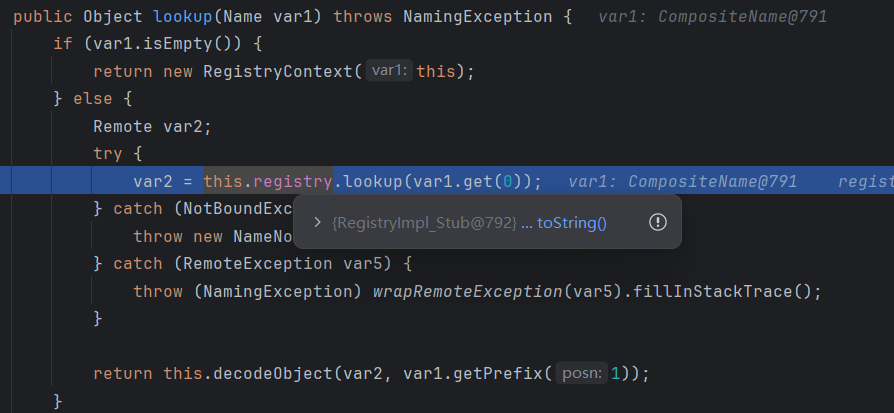 public Object lookup(Name var1) throws NamingException {   var1: CompositeName@791
    if (var1.isEmpty()) {
        return new RegistryContext( var1: this);
    } else {
        Remote var2;
        try {
            var2 = this.registry.lookup(var1.get(0));   var1: CompositeName@791    regist
        } catch (NotBoundExc
> {RegistryImpl_Stub@792} ... toString()
            throw new NameNo
        } catch (RemoteException var5) {
            throw (NamingException) wrapRemoteException(var5).fillInStackTrace();
        }
        return this.decodeObject(var2, var1.getPrefix( posn: 1));
    }